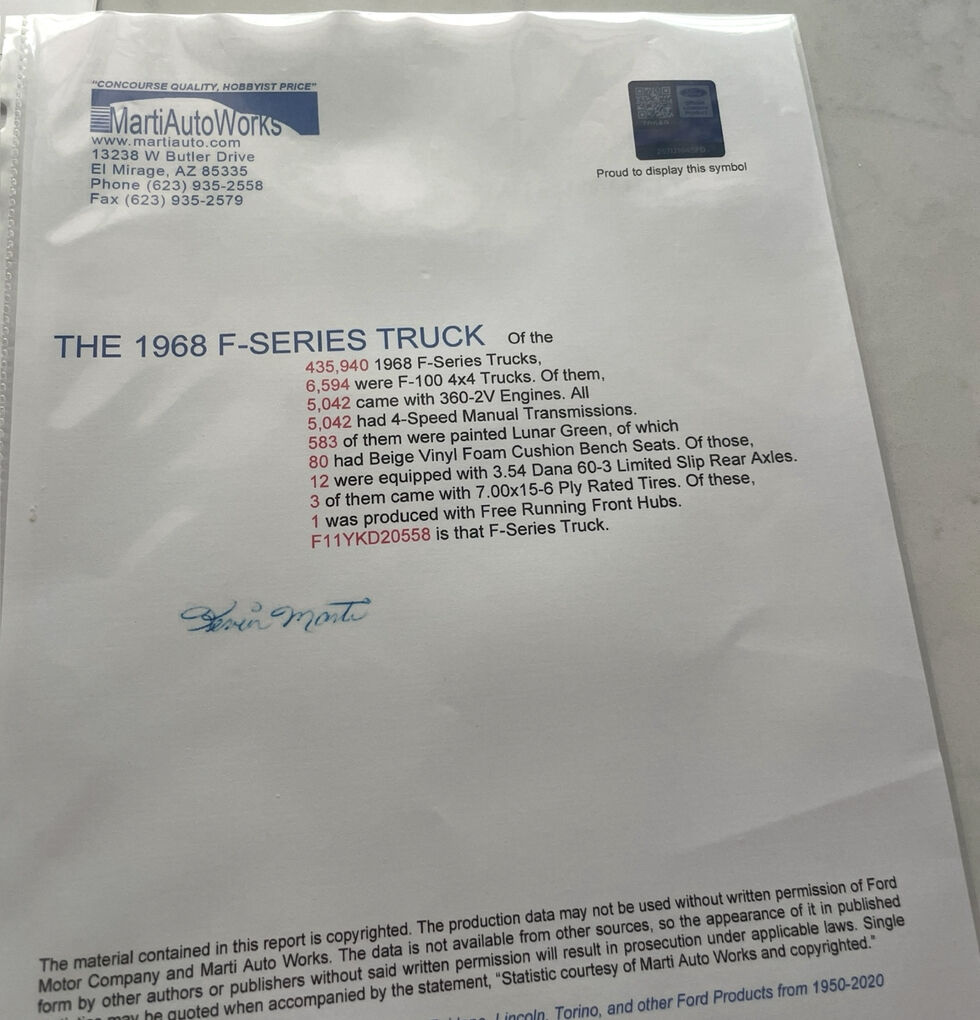 "CONCOURSE QUALITY, HOBBYIST PRICE"
MartiAutoWorks
www.martiauto.com
13238 W Butler Drive
El Mirage, AZ 85335
Phone (623) 935-2558
Fax (623) 935-2579
Proud to display this symbol
THE 1968 F-SERIES TRUCK Of the
435,940 1968 F-Series Trucks,
6,594 were F-100 4x4 Trucks. Of them,
5,042 came with 360-2V Engines. All
5,042 had 4-Speed Manual Transmissions.
583 of them were painted Lunar Green, of which
80 had Beige Vinyl Foam Cushion Bench Seats. Of those,
12 were equipped with 3.54 Dana 60-3 Limited Slip Rear Axles.
3 of them came with 7.00x15-6 Ply Rated Tires. Of these,
1 was produced with Free Running Front Hubs.
F11YKD20558 is that F-Series Truck.
Kevin Marti
The material contained in this report is copyrighted. The production data may not be used without written permission of Ford
Motor Company and Marti Auto Works. The data is not available from other sources, so the appearance of it in published
form by other authors or publishers without said written permission will result in prosecution under applicable laws. Single
may be quoted when accompanied by the statement, "Statistic courtesy of Marti Auto Works and copyrighted."
Lincoln, Torino, and other Ford Products from 1950-2020